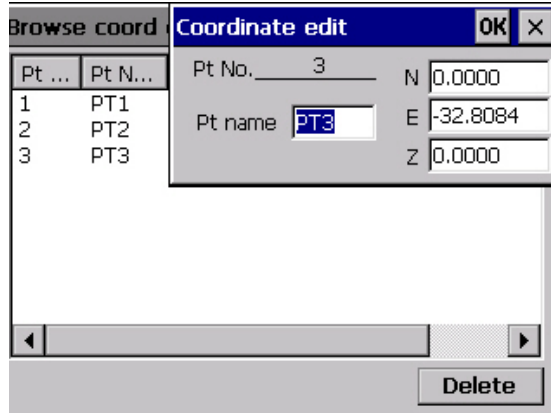 Browse coord
Coordinate edit OK ×
Pt No. 3
Pt name PT3
N 0.0000
E -32.8084
Z 0.0000
Pt ... Pt N...
1 PT1
2 PT2
3 PT3
Delete